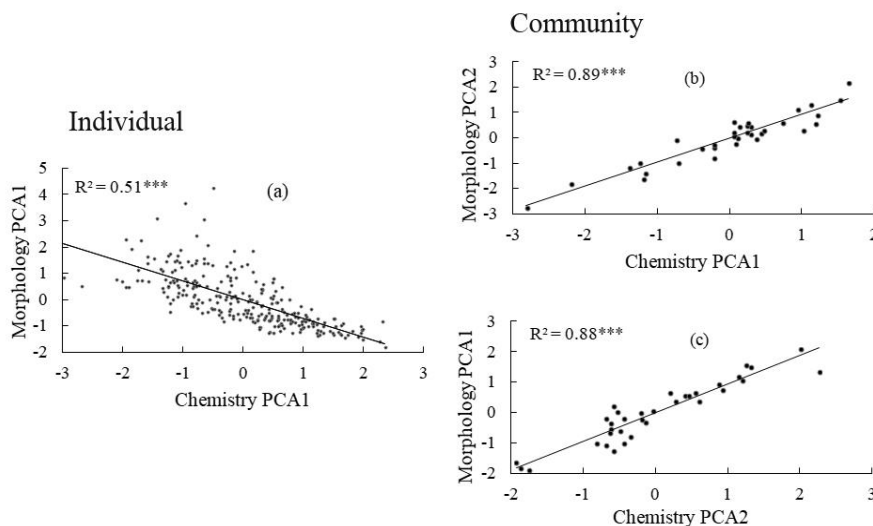 Community
R² = 0.89***
(b)
Morphology PCA2
3
2
1
0
-1
-2
-3
-3
-2
-1
0
1
2
Chemistry PCA1
Individual
R² = 0.51***
(a)
Morphology PCA1
5
4
3
2
1
0
-1
-2
-3
-2
-1
0
1
2
3
Chemistry PCA1
R² = 0.88***
(c)
Morphology PCA1
3
2
1
0
-1
-2
-2
-1
0
1
2
3
Chemistry PCA2